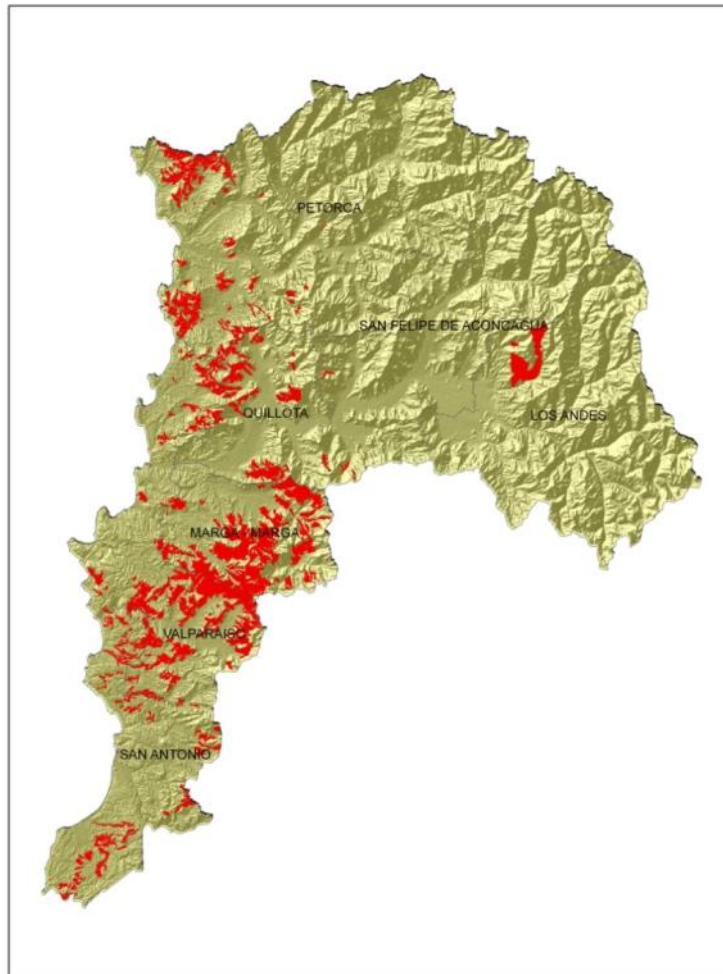 PETORCA
SAN FELIPE DE ACONCAGUA
QUILLOTA
LOS ANDES
MARGA MARGA
VALPARAISO
SAN ANTONIO